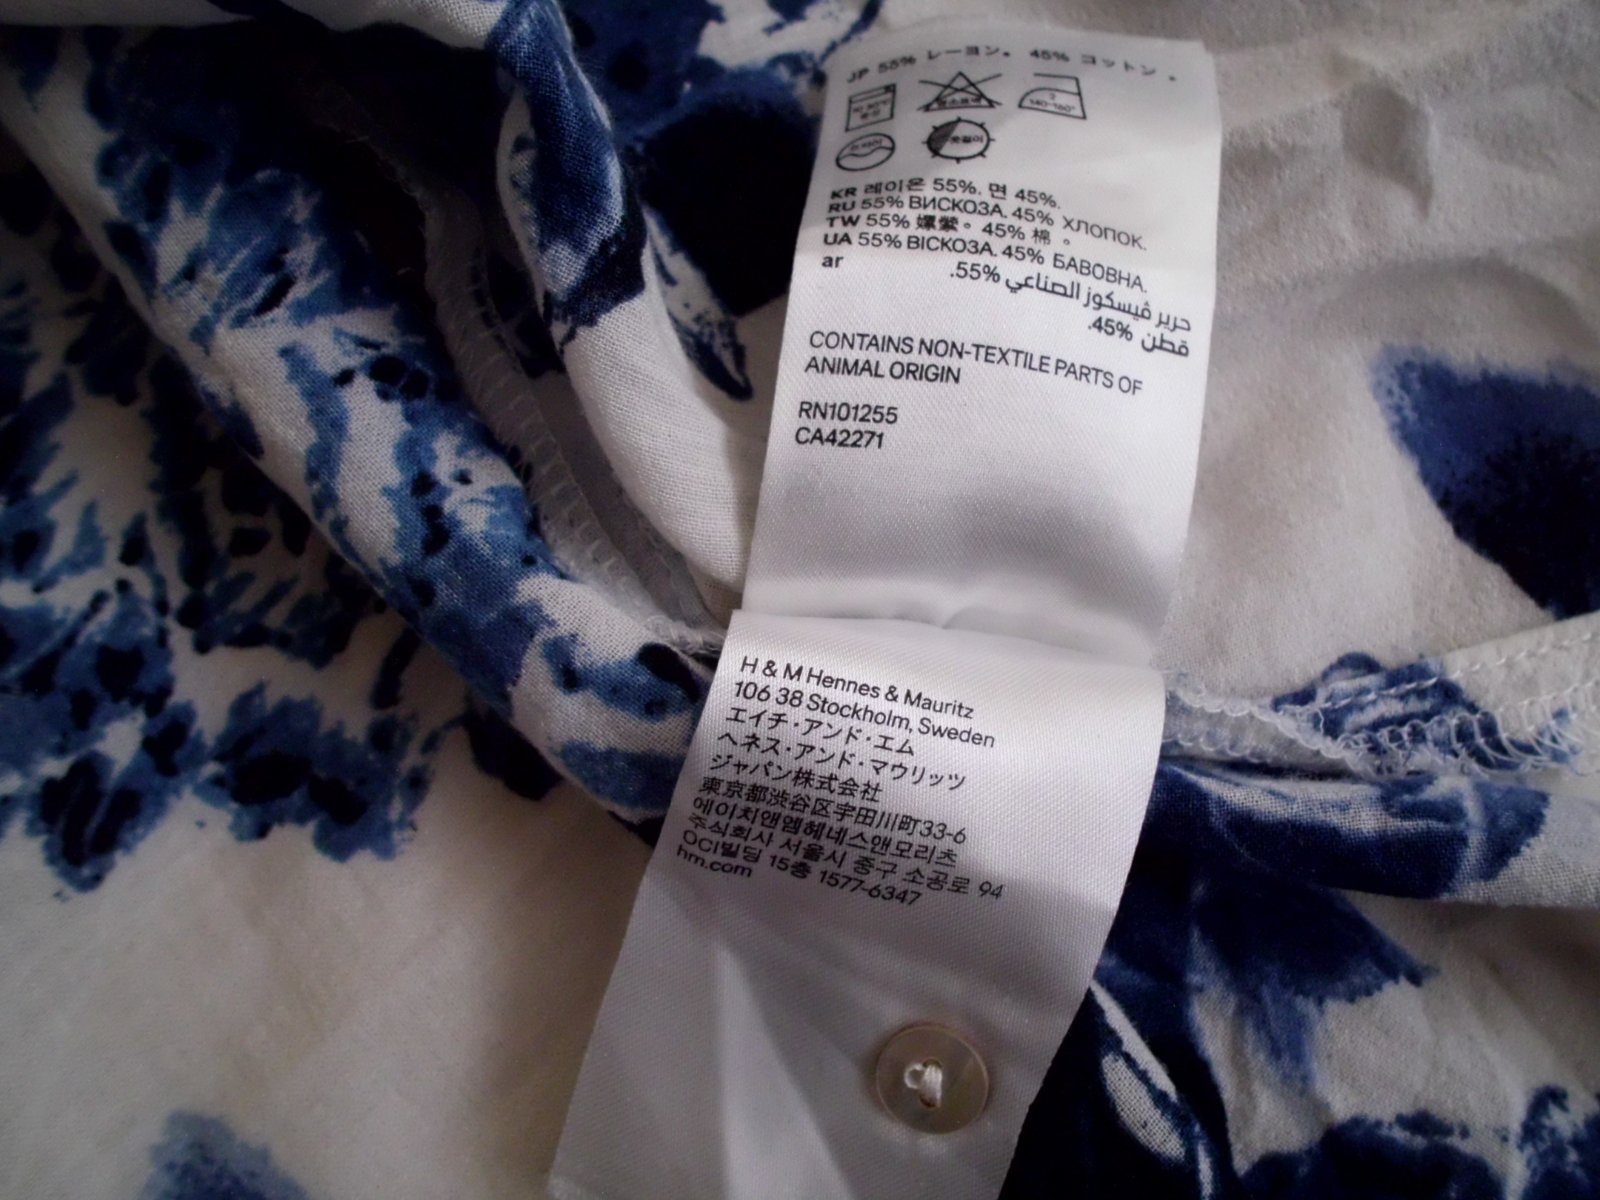 JP 55% レーヨン。 45% コットン 。
KR 레이온 55%. 면 45%.
RU 55% ВИСКОЗА. 45% ХЛОПОК.
TW 55% 嫘縈。45% 棉 。
UA 55% ВІСКОЗА. 45% БАВОВНА.
ar حرير ڤيسكوز الصناعي 55%.
قطن 45%.
CONTAINS NON-TEXTILE PARTS OF
ANIMAL ORIGIN
RN101255
CA42271
H & M Hennes & Mauritz
106 38 Stockholm, Sweden
エイチ・アンド・エム
ヘネス・アンド・マウリッツ
ジャパン株式会社
東京都渋谷区宇田川町33-6
에이치앤엠헤네스앤모리츠
주식회사 서울시 중구 소공로 94
OCI빌딩 15층 1577-6347
hm.com